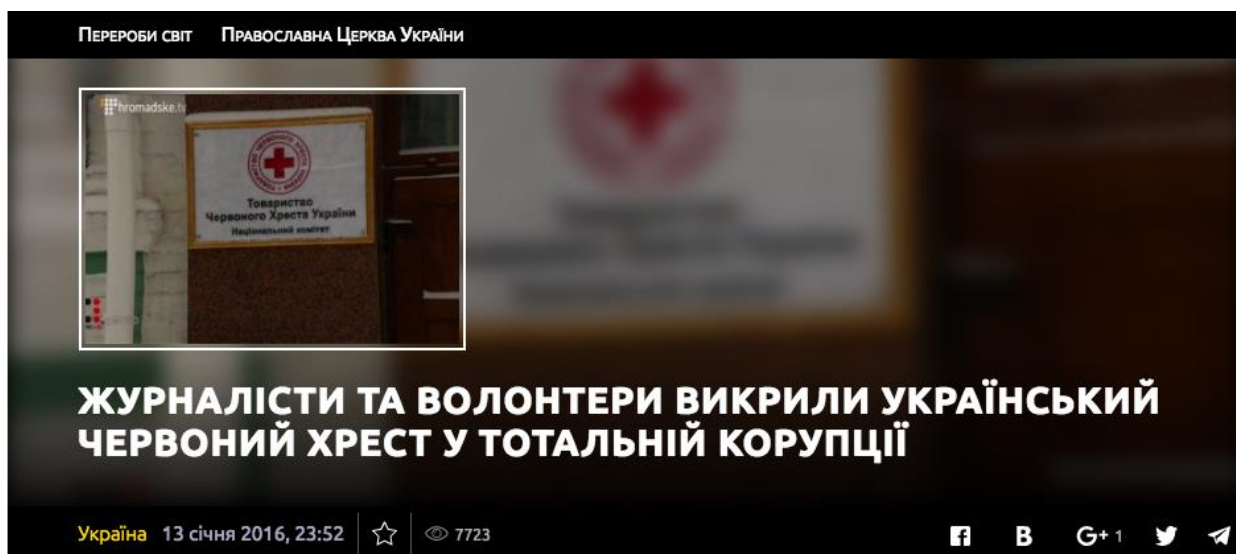 Перероби світ Православна Церква України
hromadske.tv
Товариство
Червоного Хреста України
Національний комітет
ЖУРНАЛІСТИ ТА ВОЛОНТЕРИ ВИКРИЛИ УКРАЇНСЬКИЙ
ЧЕРВОНИЙ ХРЕСТ У ТОТАЛЬНІЙ КОРУПЦІЇ
Україна 13 січня 2016, 23:52 7723 G+ 1